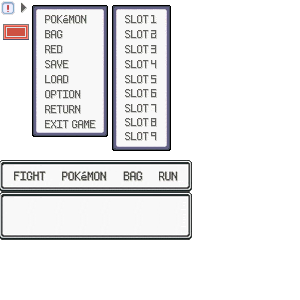 POKéMON
BAG
RED
SAVE
LOAD
OPTION
RETURN
EXIT GAME
SLOT 1
SLOT 2
SLOT 3
SLOT 4
SLOT 5
SLOT 6
SLOT 7
SLOT 8
SLOT 9
FIGHT POKéMON BAG RUN